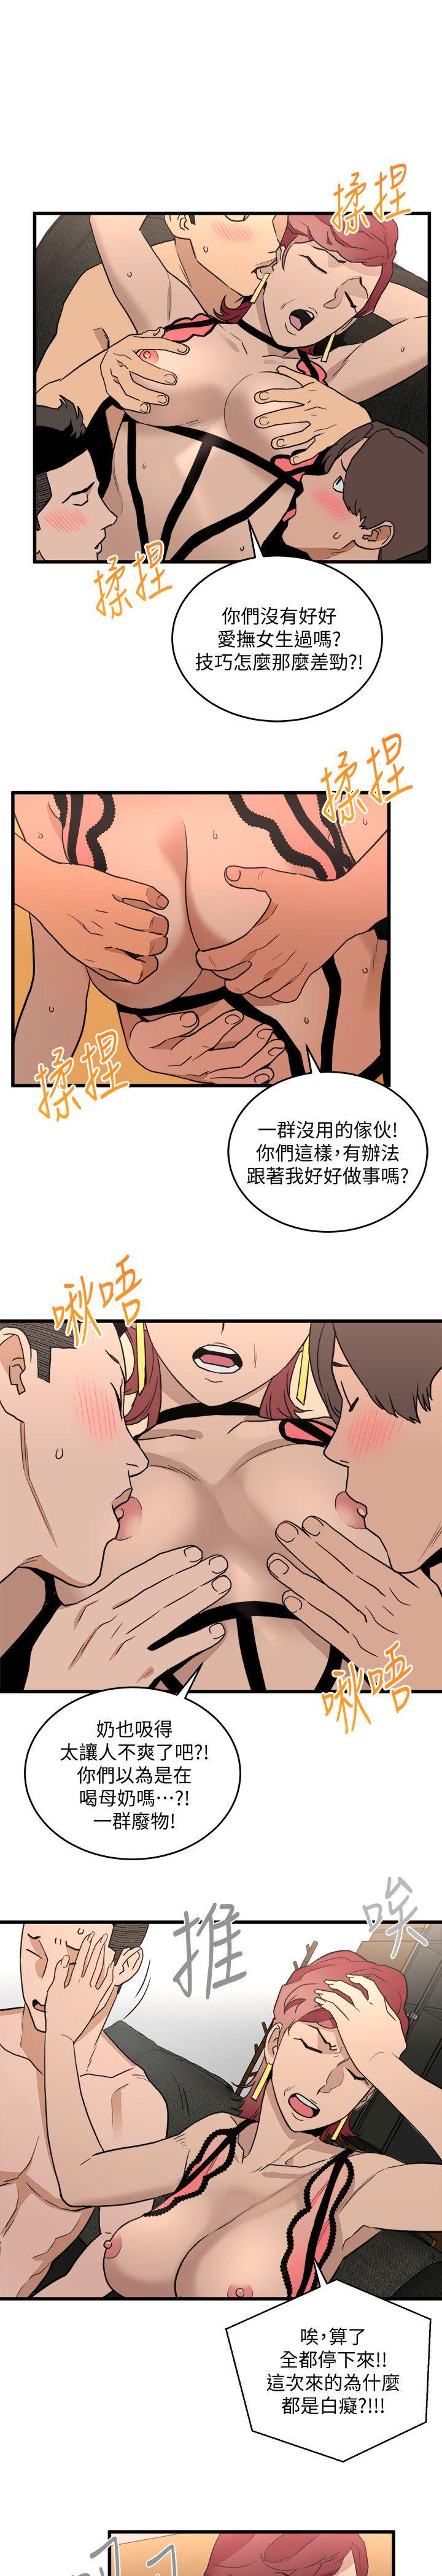 揉捏
揉捏
你們沒有好好
愛撫女生過嗎?
技巧怎麼那麼差勁?!
揉捏
揉捏
一群沒用的傢伙!
你們這樣,有辦法
跟著我好好做事嗎?
啾唔
啾唔
奶也吸得
太讓人不爽了吧?!
你們以為是在
喝母奶嗎…?!
一群廢物!
推
唉
唉,算了
全都停下來!!
這次來的為什麼
都是白癡?!!!